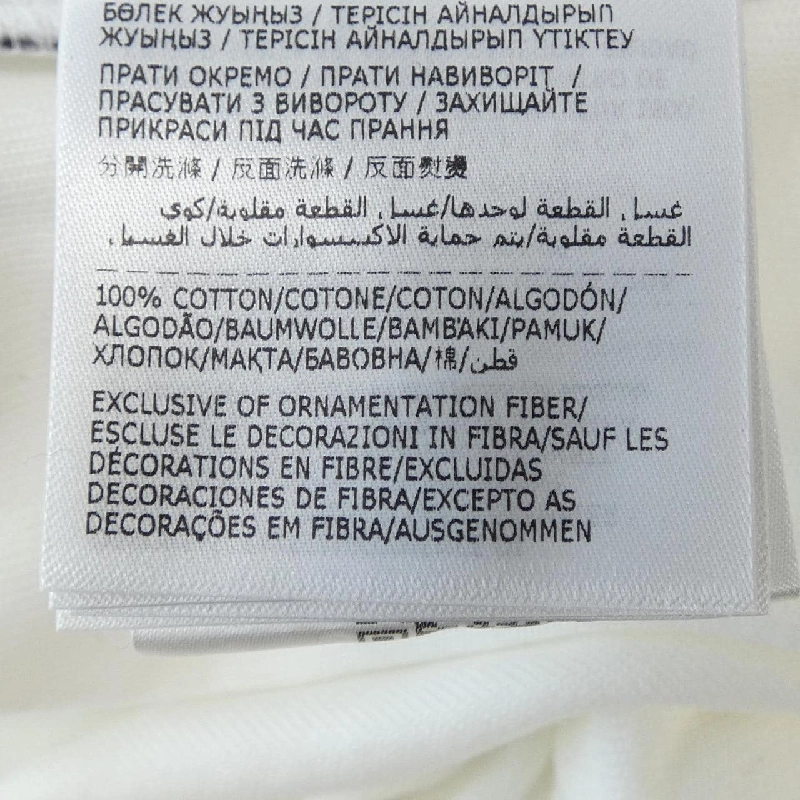 БӨЛЕК ЖУЫҢЫЗ / ТЕРІСІН АЙНАЛДЫРЫП
ЖУЫҢЫЗ / ТЕРІСІН АЙНАЛДЫРЫП ҮТІКТЕУ
ПРАТИ ОКРЕМО / ПРАТИ НАВИВОРІТ /
ПРАСУВАТИ З ВИВОРОТУ / ЗАХИЩАЙТЕ
ПРИКРАСИ ПІД ЧАС ПРАННЯ
分開洗滌 / 反面洗滌 / 反面熨燙
غسل القطعة لوحدها/غسل القطعة مقلوبة/كوي
القطعة مقلوبة/يتم حماية الاكسسوارات خلال الغسيل.
100% COTTON/COTONE/COTON/ALGODÓN/
ALGODÃO/BAUMWOLLE/BAMBAKI/PAMUK/
ХЛОПОК/МАҚТА/БАВОВНА/棉/قطن
EXCLUSIVE OF ORNAMENTATION FIBER/
ESCLUSE LE DECORAZIONI IN FIBRA/SAUF LES
DÉCORATIONS EN FIBRE/EXCLUIDAS
DECORACIONES DE FIBRA/EXCEPTO AS
DECORAÇÕES EM FIBRA/AUSGENOMMEN